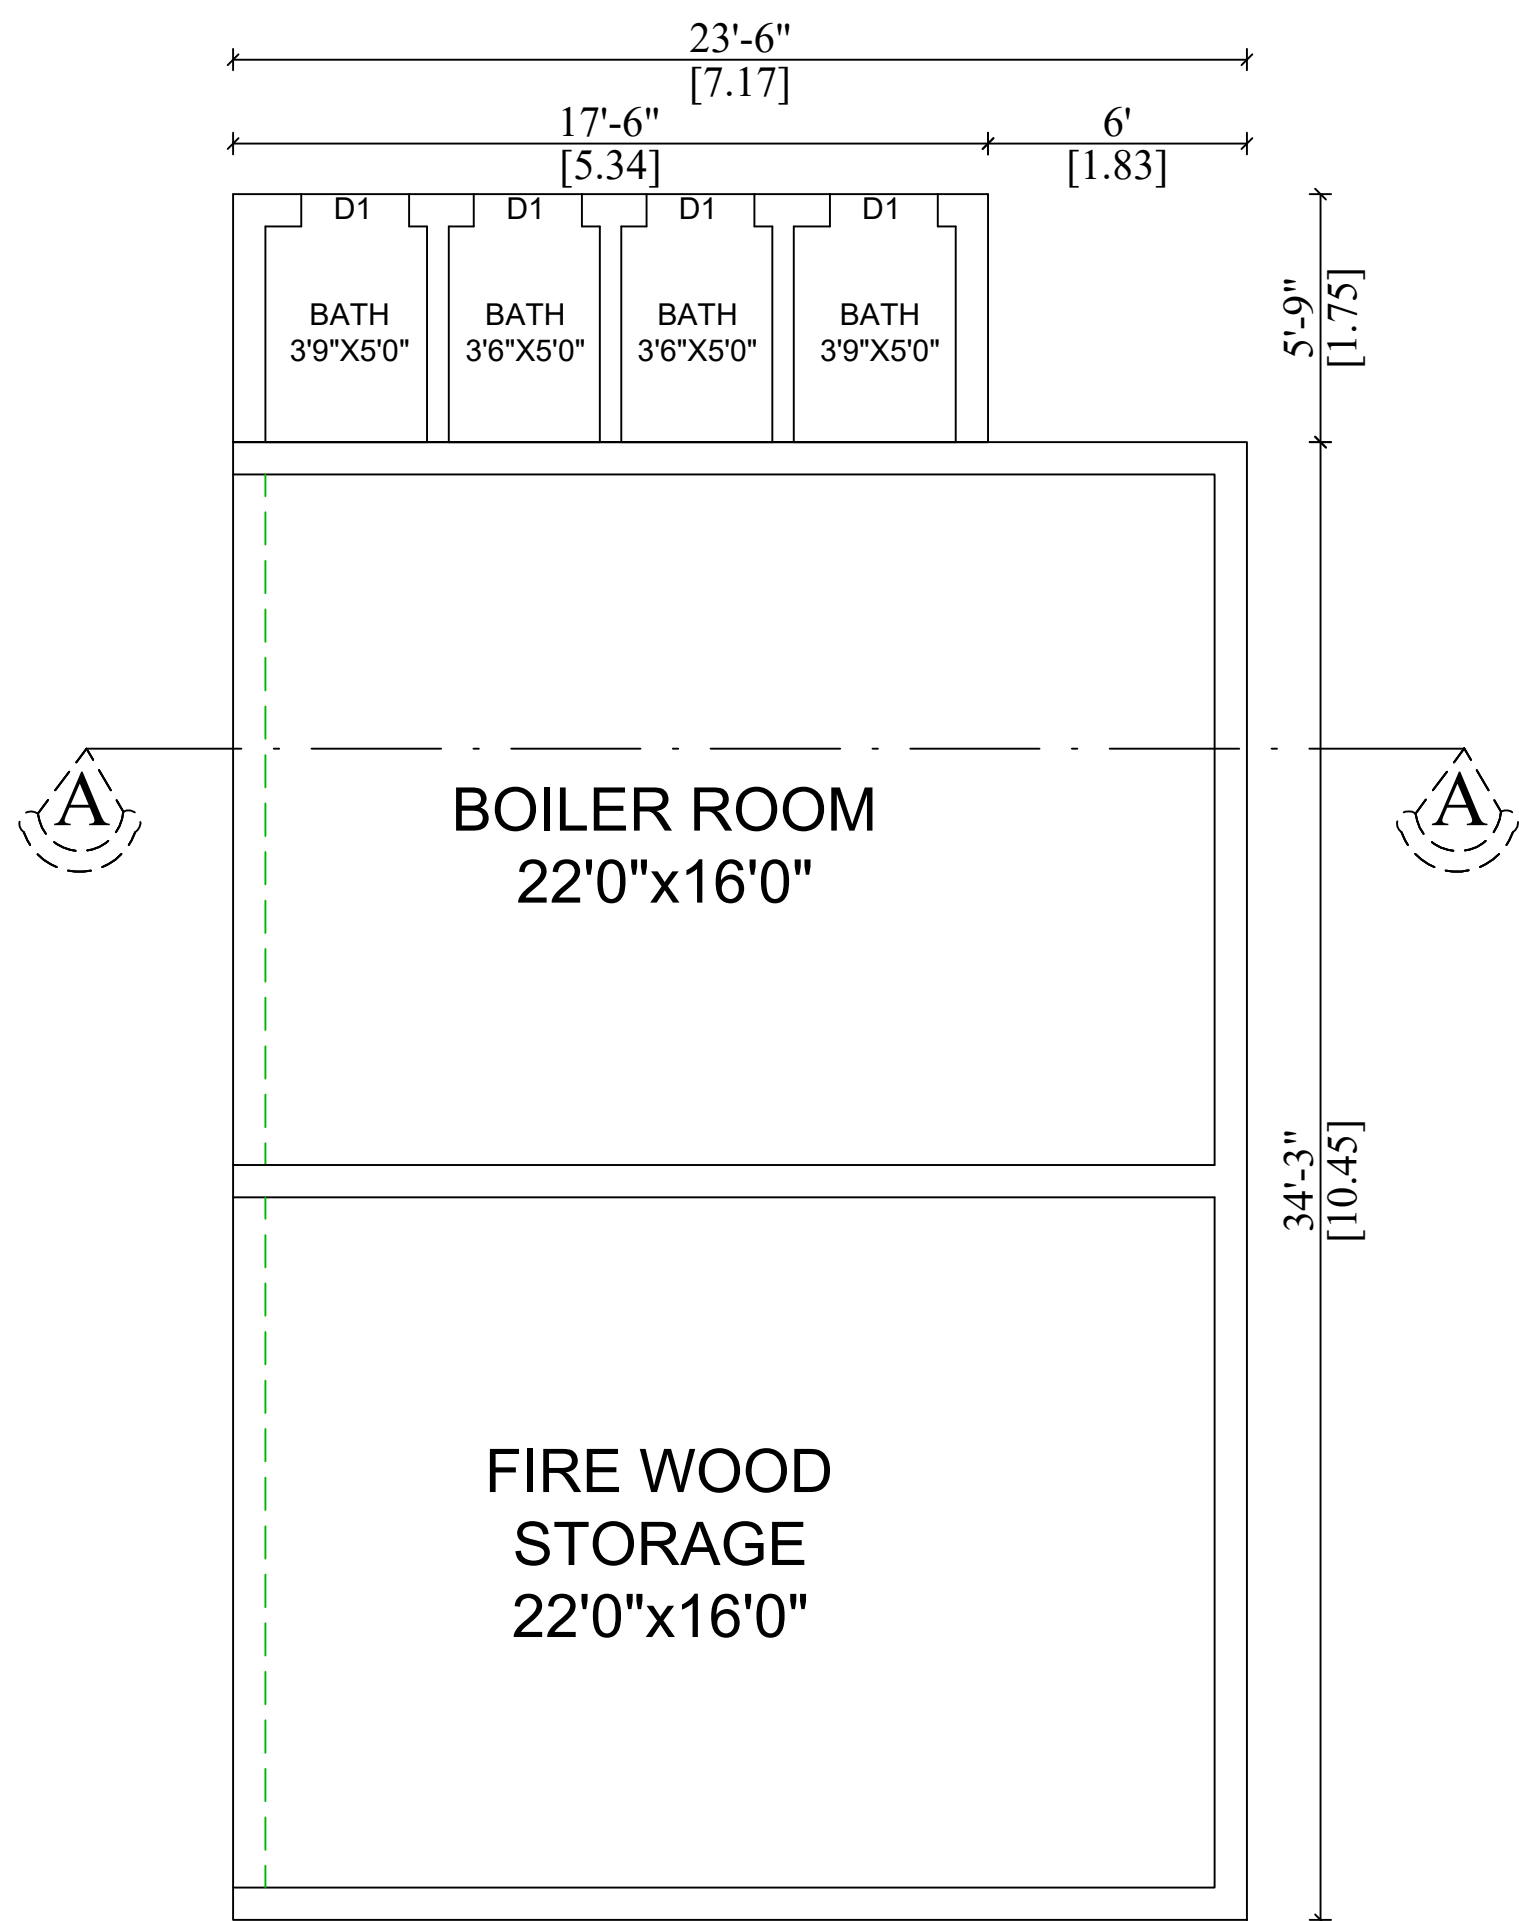 23'-6"
[7.17]
17'-6"
[5.34]
6'
[1.83]
D1
D1
D1
D1
BATH
3'9"X5'0"
BATH
3'6"X5'0"
BATH
3'6"X5'0"
BATH
3'9"X5'0"
5'-9"
[1.75]
A
BOILER ROOM
22'0"x16'0"
A
34'-3"
[10.45]
FIRE WOOD
STORAGE
22'0"x16'0"